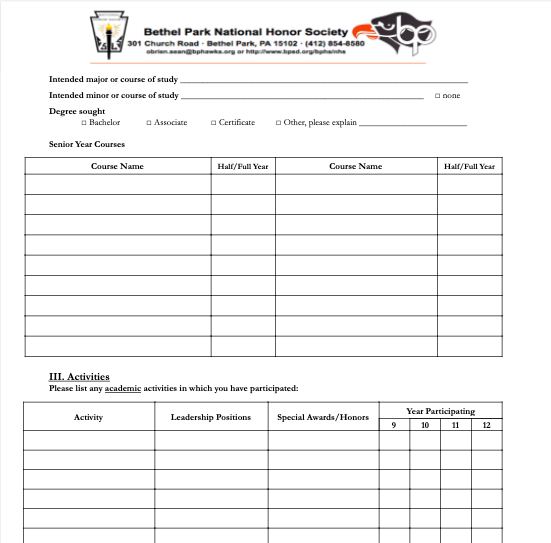 Bethel Park National Honor Society
301 Church Road · Bethel Park, PA 15102 · (412) 854-8580
obrien.sean@bphawks.org or http://www.bpsd.org/bphs/nhs
bp
Intended major or course of study ____________________
Intended minor or course of study ____________________ □ none
Degree sought
□ Bachelor □ Associate □ Certificate □ Other, please explain ____________________
Senior Year Courses
Course Name Half/Full Year Course Name Half/Full Year
III. Activities
Please list any academic activities in which you have participated:
Activity Leadership Positions Special Awards/Honors Year Participating
9 10 11 12